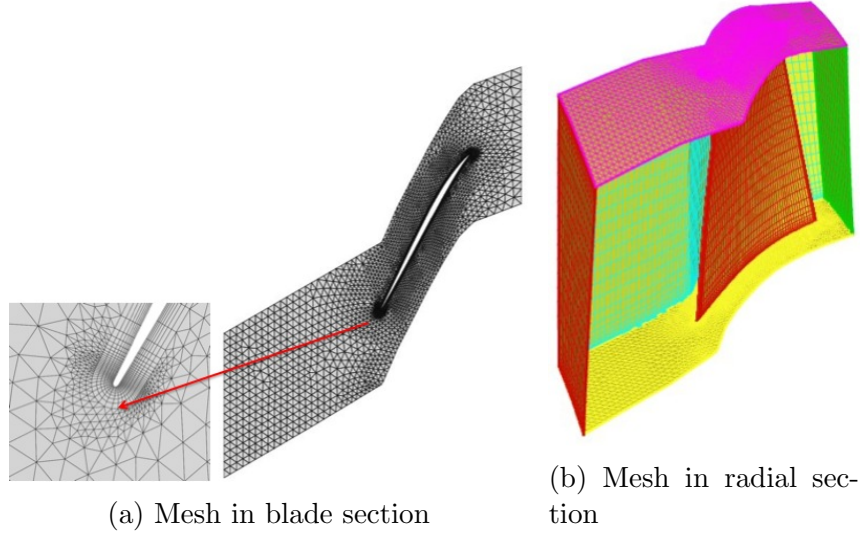 (a) Mesh in blade section
(b) Mesh in radial sec-
tion